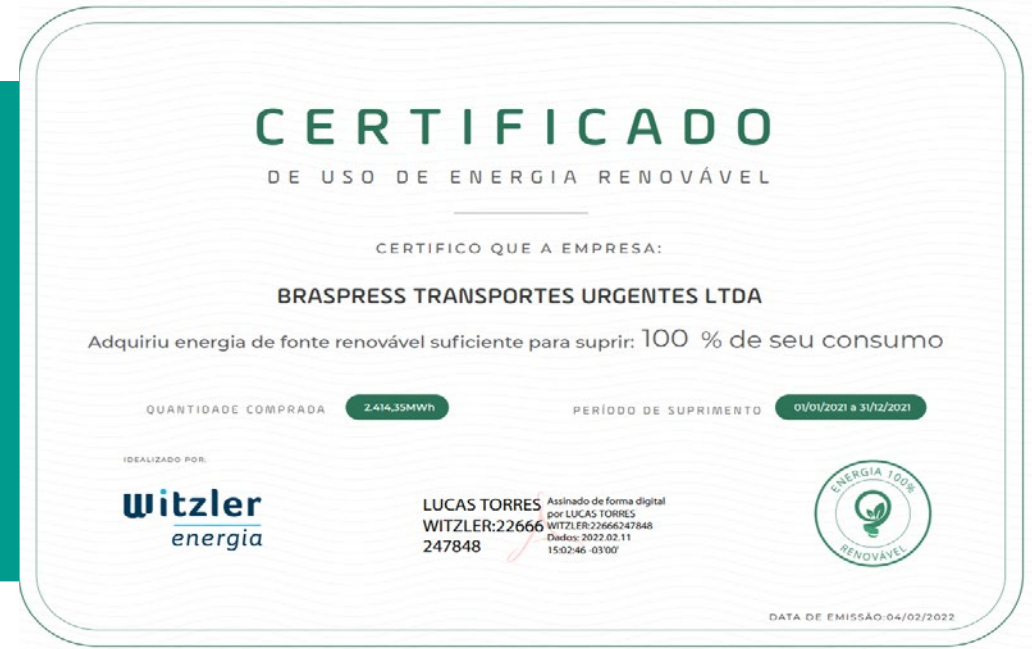 CERTIFICADO
DE USO DE ENERGIA RENOVÁVEL
CERTIFICO QUE A EMPRESA:
BRASPRESS TRANSPORTES URGENTES LTDA
Adquiriu energia de fonte renovável suficiente para suprir: 100 % de seu consumo
QUANTIDADE COMPRADA 2.414,35MWh
PERÍODO DE SUPRIMENTO 01/01/2021 a 31/12/2021
IDEALIZADO POR:
witzler
energia
LUCAS TORRES
WITZLER:22666
247848
Assinado de forma digital
por LUCAS TORRES
WITZLER:22666247848
Dados: 2022.02.11
15:02:46 -03'00'
ENERGIA 100%
RENOVÁVEL
DATA DE EMISSÃO:04/02/2022